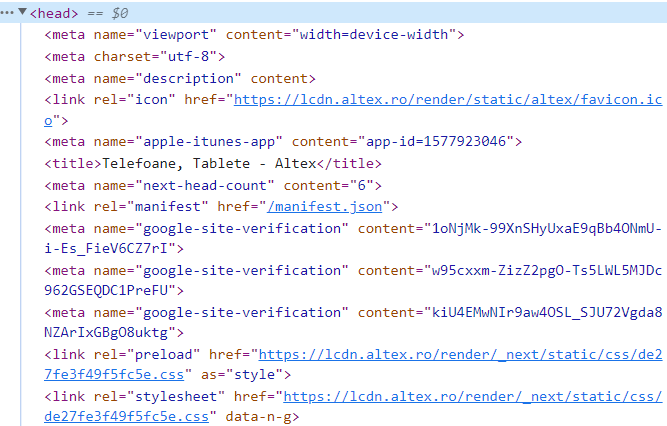 <head> == $0
<meta name="viewport" content="width=device-width">
<meta charset="utf-8">
<meta name="description" content>
<link rel="icon" href="https://lcdn.altex.ro/render/static/altex/favicon.ic
o">
<meta name="apple-itunes-app" content="app-id=1577923046">
<title>Telefoane, Tablete - Altex</title>
<meta name="next-head-count" content="6">
<link rel="manifest" href="/manifest.json">
<meta name="google-site-verification" content="1oNjMk-99XnSHyUxaE9qBb4ONmU-
i-Es_FieV6CZ7rI">
<meta name="google-site-verification" content="w95cxxm-ZizZ2pgO-Ts5LWL5MJDc
962GSEQDC1PreFU">
<meta name="google-site-verification" content="kiU4EMwNIr9aw4OSL_SJU72Vgda8
NZArIxGBgO8uktg">
<link rel="preload" href="https://lcdn.altex.ro/render/_next/static/css/de2
7fe3f49f5fc5e.css" as="style">
<link rel="stylesheet" href="https://lcdn.altex.ro/render/_next/static/css/
de27fe3f49f5fc5e.css" data-n-g>